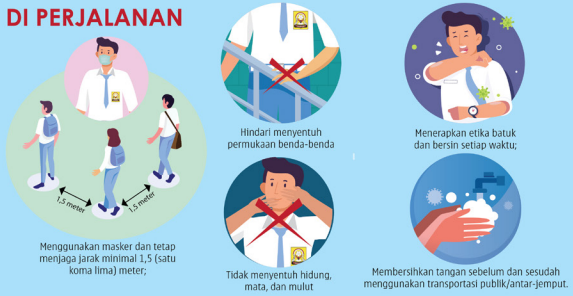 DI PERJALANAN
1,5 meter
1,5 meter
Menggunakan masker dan tetap
menjaga jarak minimal 1,5 (satu
koma lima) meter;
Hindari menyentuh
permukaan benda-benda
Tidak menyentuh hidung,
mata, dan mulut
Menerapkan etika batuk
dan bersin setiap waktu;
Membersihkan tangan sebelum dan sesudah
menggunakan transportasi publik/antar-jemput.